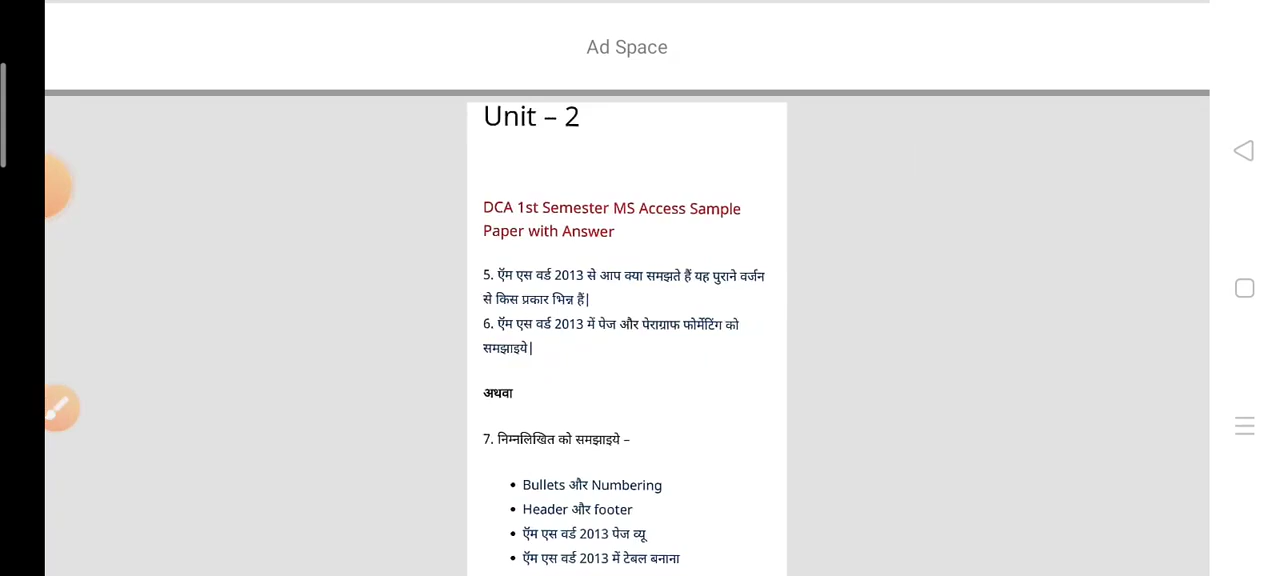 Ad Space
Unit – 2
DCA 1st Semester MS Access Sample
Paper with Answer
5. ऍम एस वर्ड 2013 से आप क्या समझते हैं यह पुराने वर्जन
से किस प्रकार भिन्न हैं|
6. ऍम एस वर्ड 2013 में पेज और पेराग्राफ फोर्मेटिंग को
समझाइये|
अथवा
7. निम्नलिखित को समझाइये –
• Bullets और Numbering
• Header और footer
• ऍम एस वर्ड 2013 पेज व्यू
• ऍम एस वर्ड 2013 में टेबल बनाना